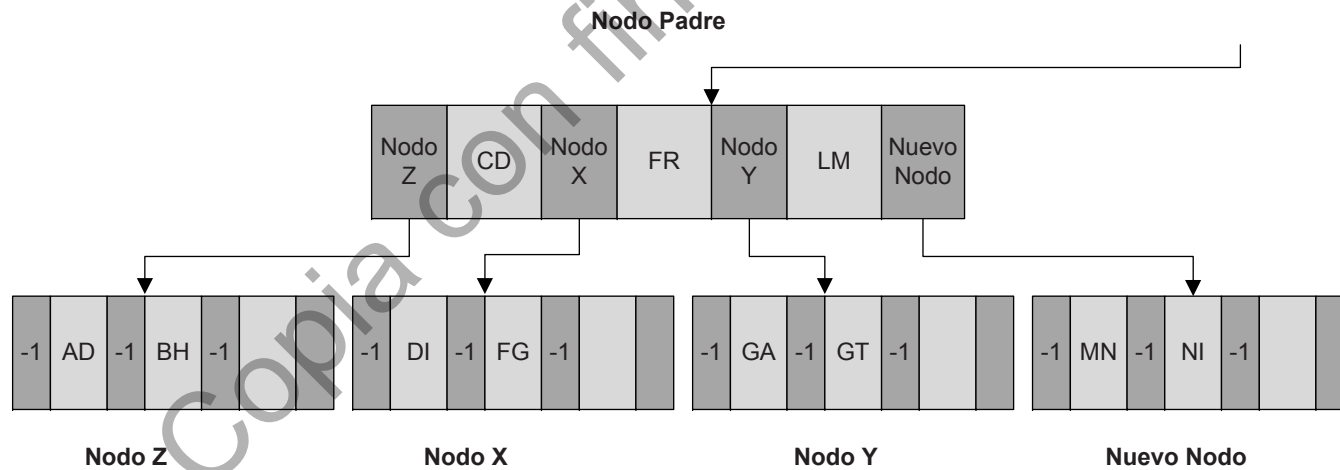 Nodo Padre
Nodo Z CD Nodo X FR Nodo Y LM Nuevo Nodo
-1 AD -1 BH -1 -1 DI -1 FG -1 -1 GA -1 GT -1 -1 MN -1 NI -1
Nodo Z Nodo X Nodo Y Nuevo Nodo
Copia con fin